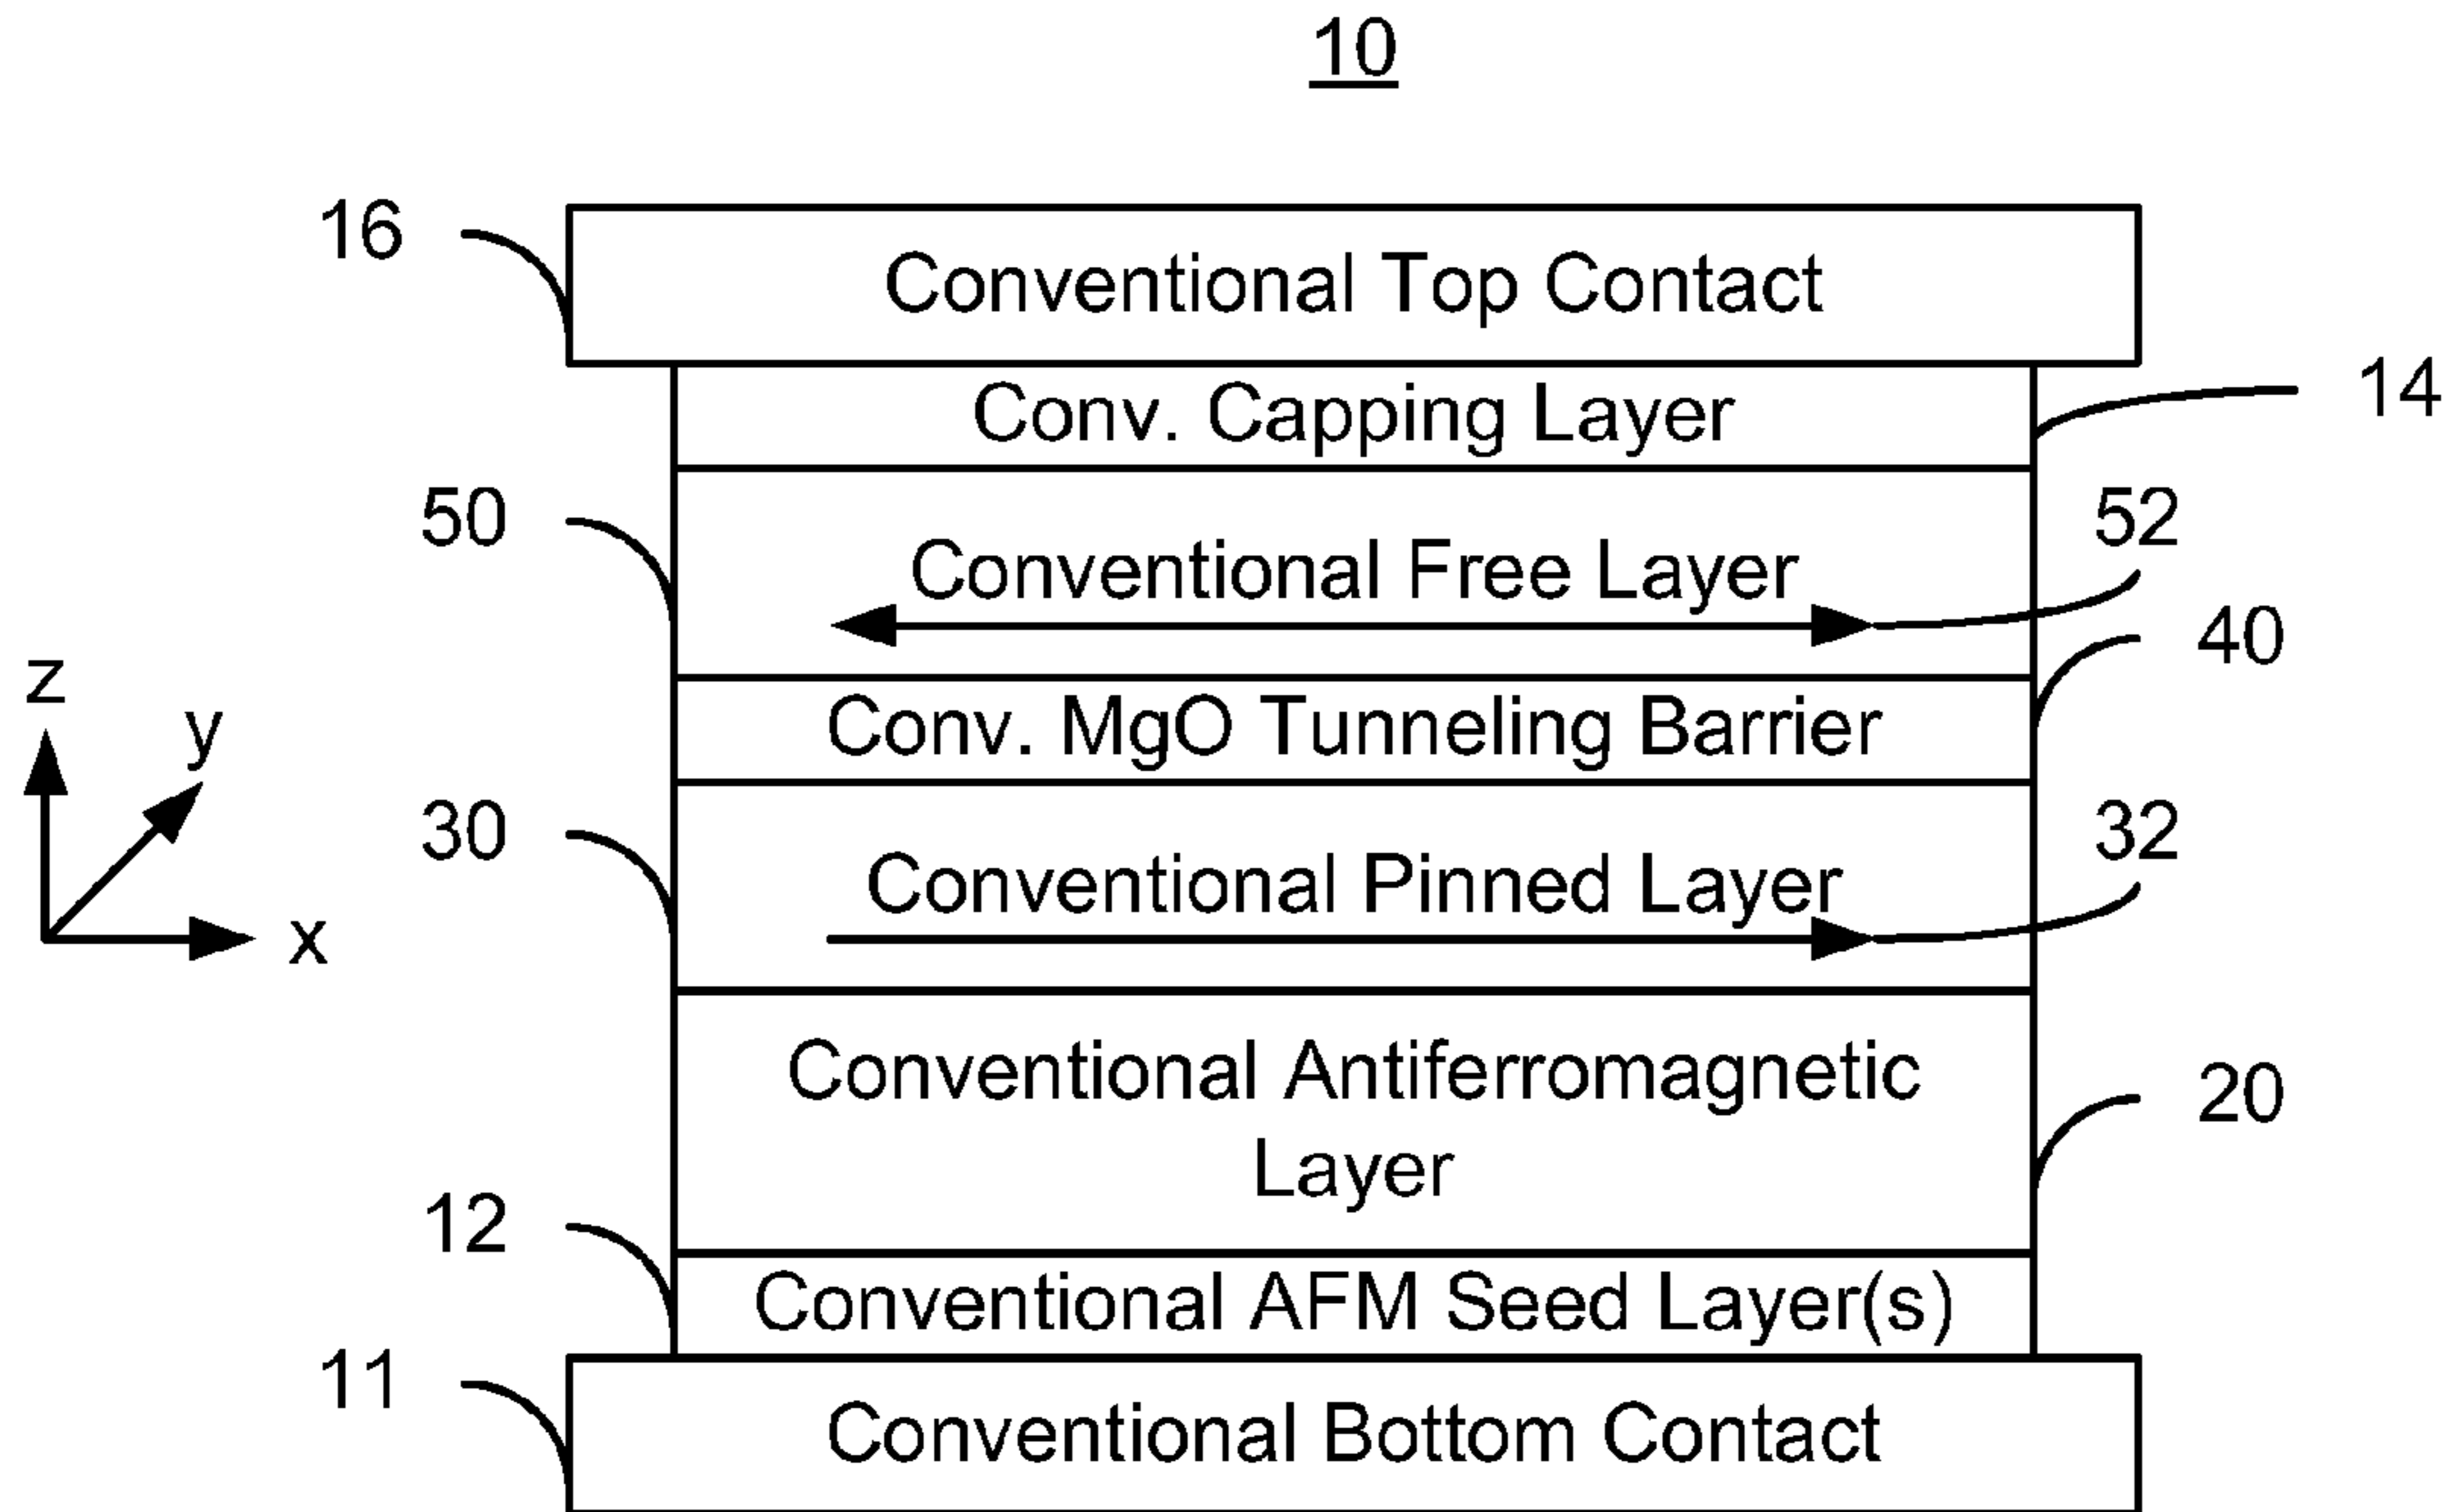 10
16
Conventional Top Contact
Conv. Capping Layer
14
50
Conventional Free Layer
52
z
y
x
Conv. MgO Tunneling Barrier
40
30
Conventional Pinned Layer
32
Conventional Antiferromagnetic
Layer
20
12
Conventional AFM Seed Layer(s)
11
Conventional Bottom Contact